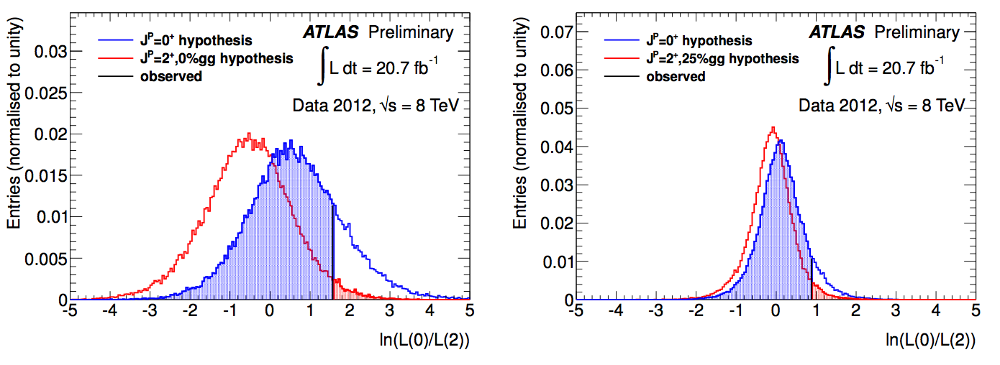 Entries (normalised to unity)
0.03
0.025
0.02
0.015
0.01
0.005
0
Jᴾ=0⁺ hypothesis
Jᴾ=2⁺,0%gg hypothesis
observed
ATLAS Preliminary
∫L dt = 20.7 fb⁻¹
Data 2012, √s = 8 TeV
-5 -4 -3 -2 -1 0 1 2 3 4 5
ln(L(0)/L(2))
Entries (normalised to unity)
0.07
0.06
0.05
0.04
0.03
0.02
0.01
0
Jᴾ=0⁺ hypothesis
Jᴾ=2⁺,25%gg hypothesis
observed
ATLAS Preliminary
∫L dt = 20.7 fb⁻¹
Data 2012, √s = 8 TeV
-5 -4 -3 -2 -1 0 1 2 3 4 5
ln(L(0)/L(2))